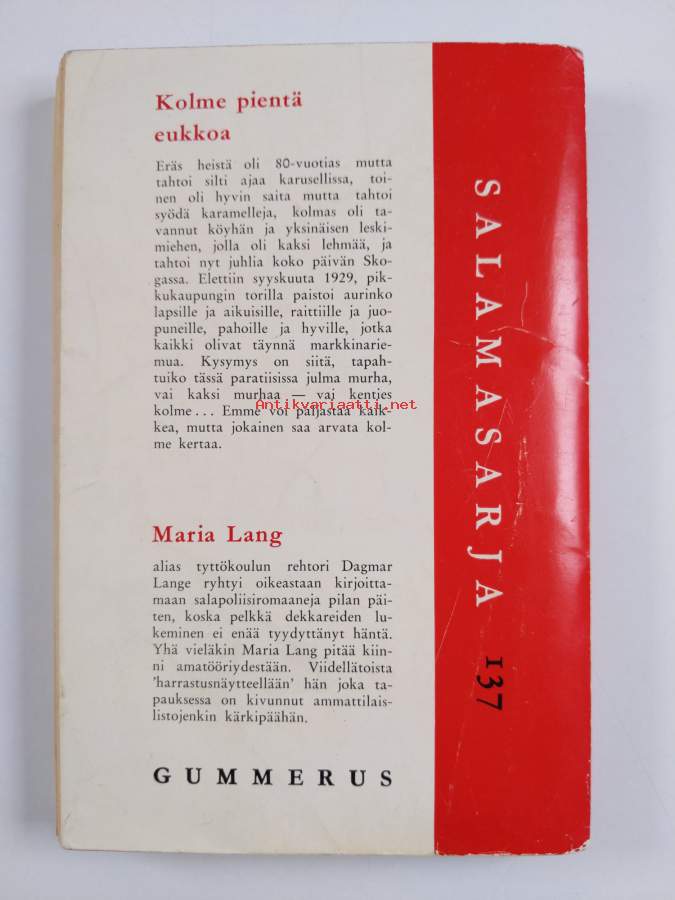 Kolme pientä
eukkoa
Eräs heistä oli 80-vuotias mutta
tahtoi silti ajaa karusellissa, toi-
nen oli hyvin saita mutta tahtoi
syödä karamelleja, kolmas oli ta-
vannut köyhän ja yksinäisen leski-
miehen, jolla oli kaksi lehmää, ja
tahtoi nyt juhlia koko päivän Sko-
gassa. Elettiin syyskuuta 1929, pik-
kukaupungin torilla paistoi aurinko
lapsille ja aikuisille, raittiille ja juo-
puneille, pahoille ja hyville, jotka
kaikki olivat täynnä markkinarie-
mua. Kysymys on siitä, tapah-
tuiko tässä paratiisissa julma murha,
vai kaksi murhaa — vai kenties
kolme... Emme voi paljastaa kaik-
kea, mutta jokainen saa arvata kol-
me kertaa.
Antikvariaatti.net
Maria Lang
alias tyttökoulun rehtori Dagmar
Lange ryhtyi oikeastaan kirjoitta-
maan salapoliisiromaaneja pilan päi-
ten, koska pelkkä dekkareiden lu-
keminen ei enää tyydyttänyt häntä.
Yhä vieläkin Maria Lang pitää kiin-
ni amatööriydestään. Viidellätoista
'harrastusnäytteellään' hän joka ta-
pauksessa on kivunnut ammattilais-
listojenkin kärkipäähän.
GUMMERUS
SALAMASARJA 137